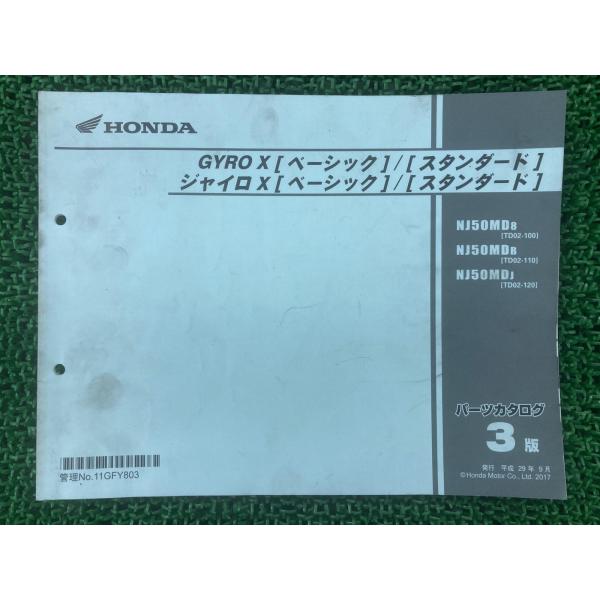 HONDA
GYRO X [ ベーシック ] / [ スタンダード ]
ジャイロ X [ ベーシック ] / [ スタンダード ]
NJ50MD8
[TD02-100]
NJ50MDB
[TD02-110]
NJ50MDJ
[TD02-120]
パーツカタログ
3 版
発行 平成 29 年 9 月
©Honda Motor Co., Ltd. 2017
管理No.11GFY803